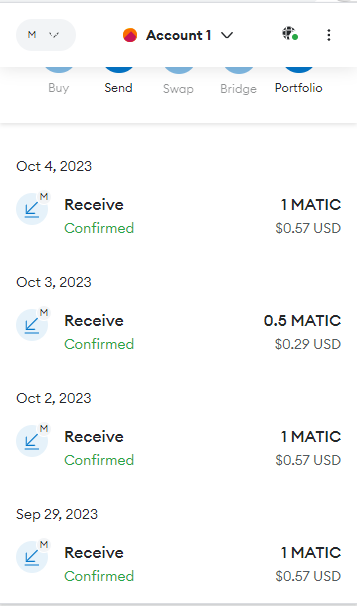 M
Account 1
Buy Send Swap Bridge Portfolio
Oct 4, 2023
M
Receive 1 MATIC
Confirmed $0.57 USD
Oct 3, 2023
M
Receive 0.5 MATIC
Confirmed $0.29 USD
Oct 2, 2023
M
Receive 1 MATIC
Confirmed $0.57 USD
Sep 29, 2023
M
Receive 1 MATIC
Confirmed $0.57 USD